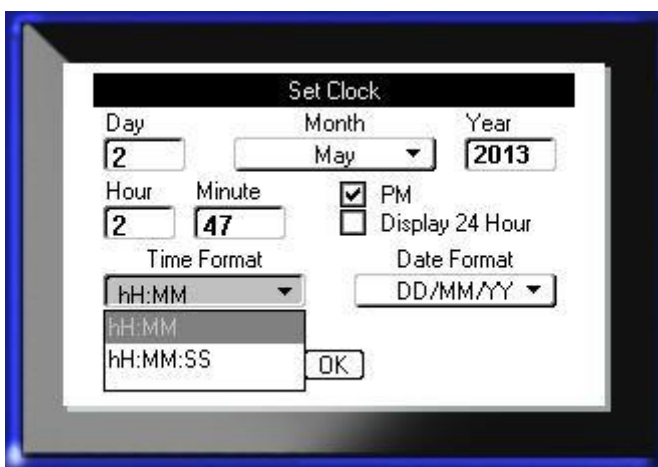 Set Clock
Day Month Year
2 May 2013
Hour Minute PM
2 47 Display 24 Hour
Time Format Date Format
hH:MM DD/MM/YY
hH:MM
hH:MM:SS
OK